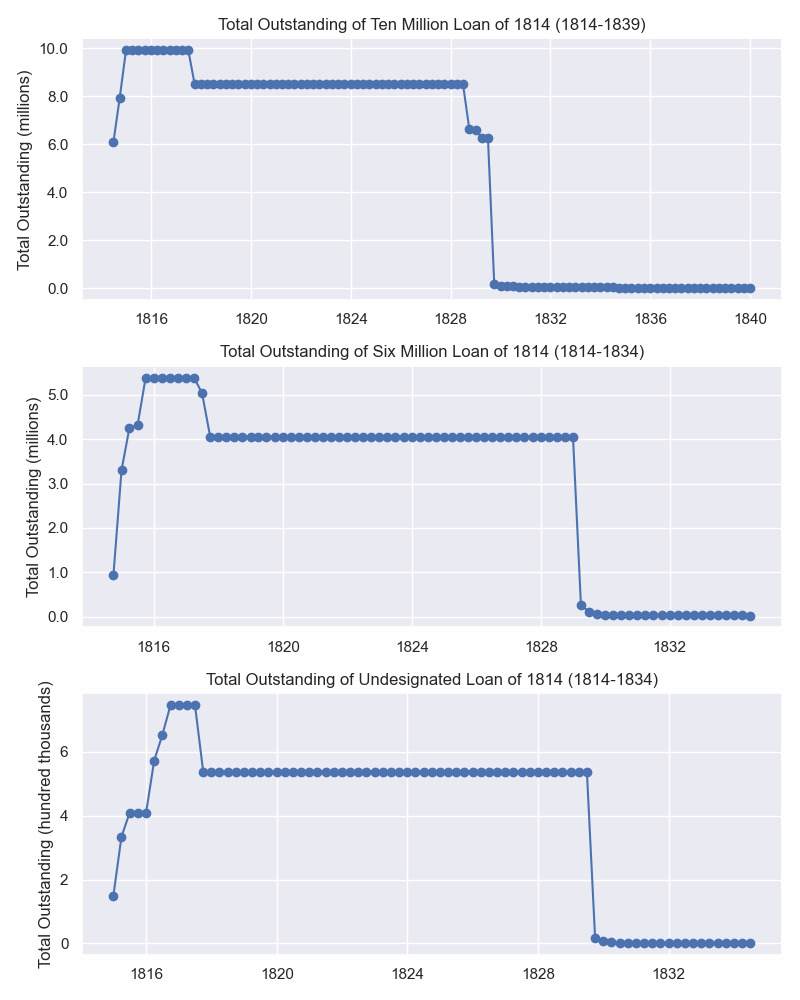 Total Outstanding of Ten Million Loan of 1814 (1814-1839)
Total Outstanding (millions)
10.0
8.0
6.0
4.0
2.0
0.0
1816 1820 1824 1828 1832 1836 1840
Total Outstanding of Six Million Loan of 1814 (1814-1834)
Total Outstanding (millions)
5.0
4.0
3.0
2.0
1.0
0.0
1816 1820 1824 1828 1832
Total Outstanding of Undesignated Loan of 1814 (1814-1834)
Total Outstanding (hundred thousands)
6
4
2
0
1816 1820 1824 1828 1832